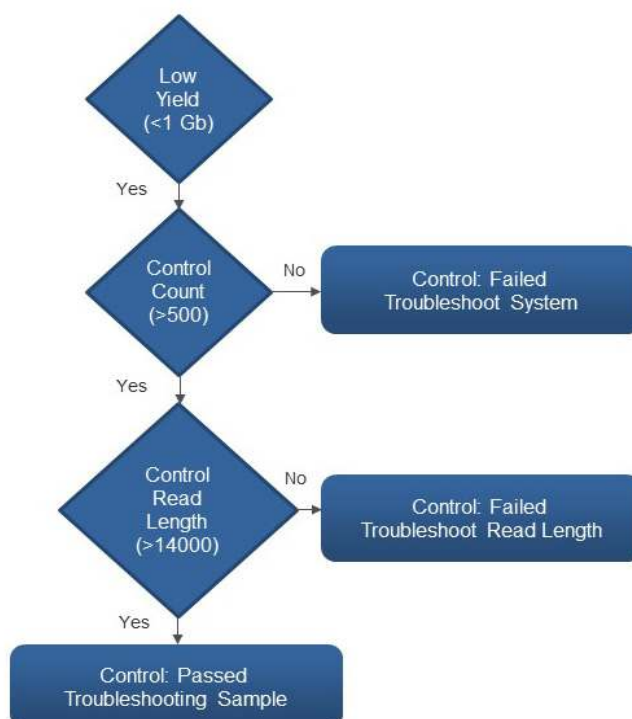 Low
Yield
(<1 Gb)
Yes
Control
Count
(>500)
No
Control: Failed
Troubleshoot System
Yes
Control
Read
Length
(>14000)
No
Control: Failed
Troubleshoot Read Length
Yes
Control: Passed
Troubleshooting Sample